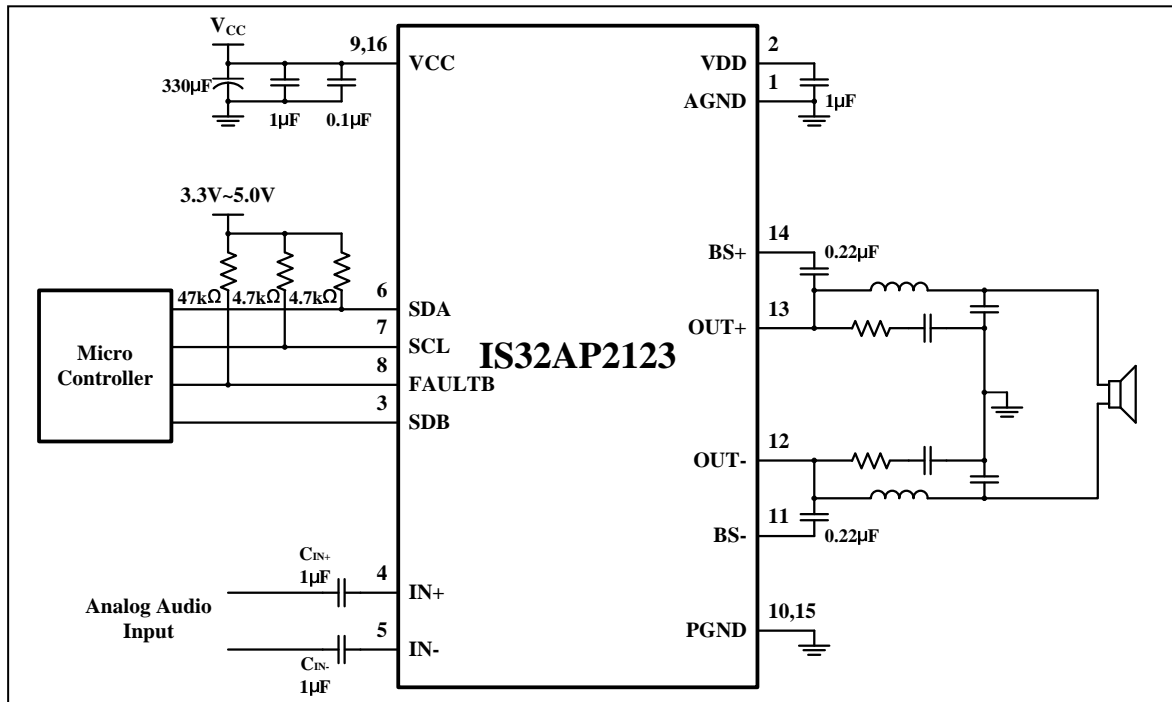 VCC
330μF
1μF
0.1μF
9,16
VCC
3.3V~5.0V
47kΩ
4.7kΩ
4.7kΩ
Micro
Controller
6
SDA
7
SCL
8
FAULTB
3
SDB
CIN+
1μF
4
IN+
Analog Audio
Input
5
IN-
CIN-
1μF
IS32AP2123
2
VDD
1
AGND
1μF
14
BS+
0.22μF
13
OUT+
12
OUT-
11
BS-
0.22μF
10,15
PGND